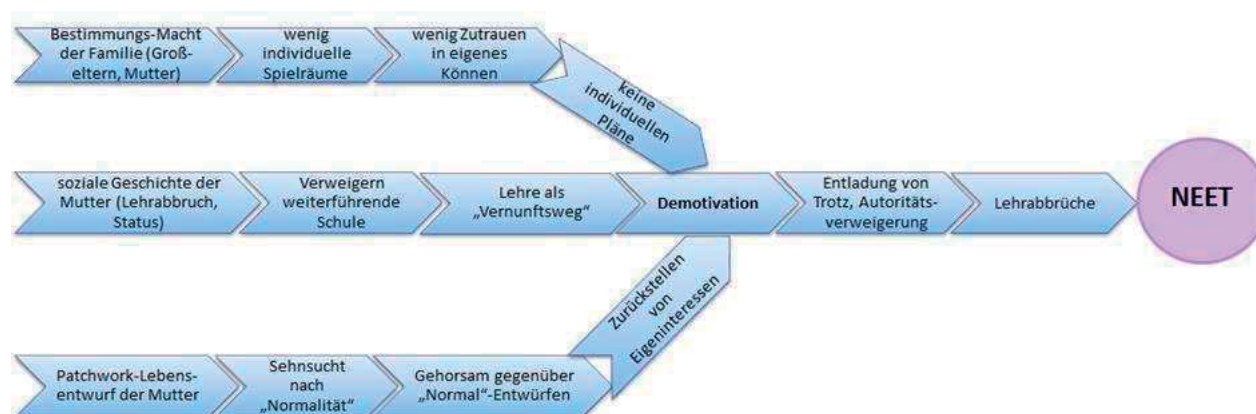 Bestimmungs-Macht
der Familie (Groß-
eltern, Mutter)
wenig
individuelle
Spielräume
wenig Zutrauen
in eigenes
Können
keine
individuellen
Pläne
soziale Geschichte der
Mutter (Lehrabbruch,
Status)
Verweigern
weiterführende
Schule
Lehre als
„Vernunftsweg“
Demotivation
Entladung von
Trotz, Autoritäts-
verweigerung
Lehrabbrüche
NEET
Patchwork-Lebens-
entwurf der Mutter
Sehnsucht
nach
„Normalität“
Gehorsam gegenüber
„Normal“-Entwürfen
Zurückstellen
von
Eigeninteressen